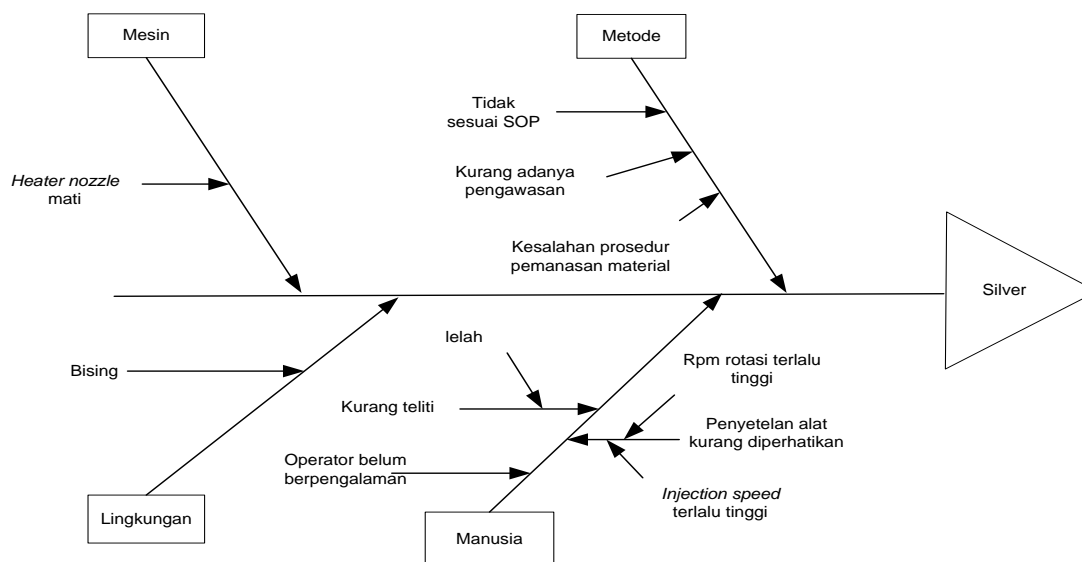 Mesin
Metode
Tidak
sesuai SOP
Kurang adanya
pengawasan
Heater nozzle
mati
Kesalahan prosedur
pemanasan material
Silver
lelah
Bising
Rpm rotasi terlalu
tinggi
Kurang teliti
Penyetelan alat
kurang diperhatikan
Operator belum
berpengalaman
Injection speed
terlalu tinggi
Lingkungan
Manusia